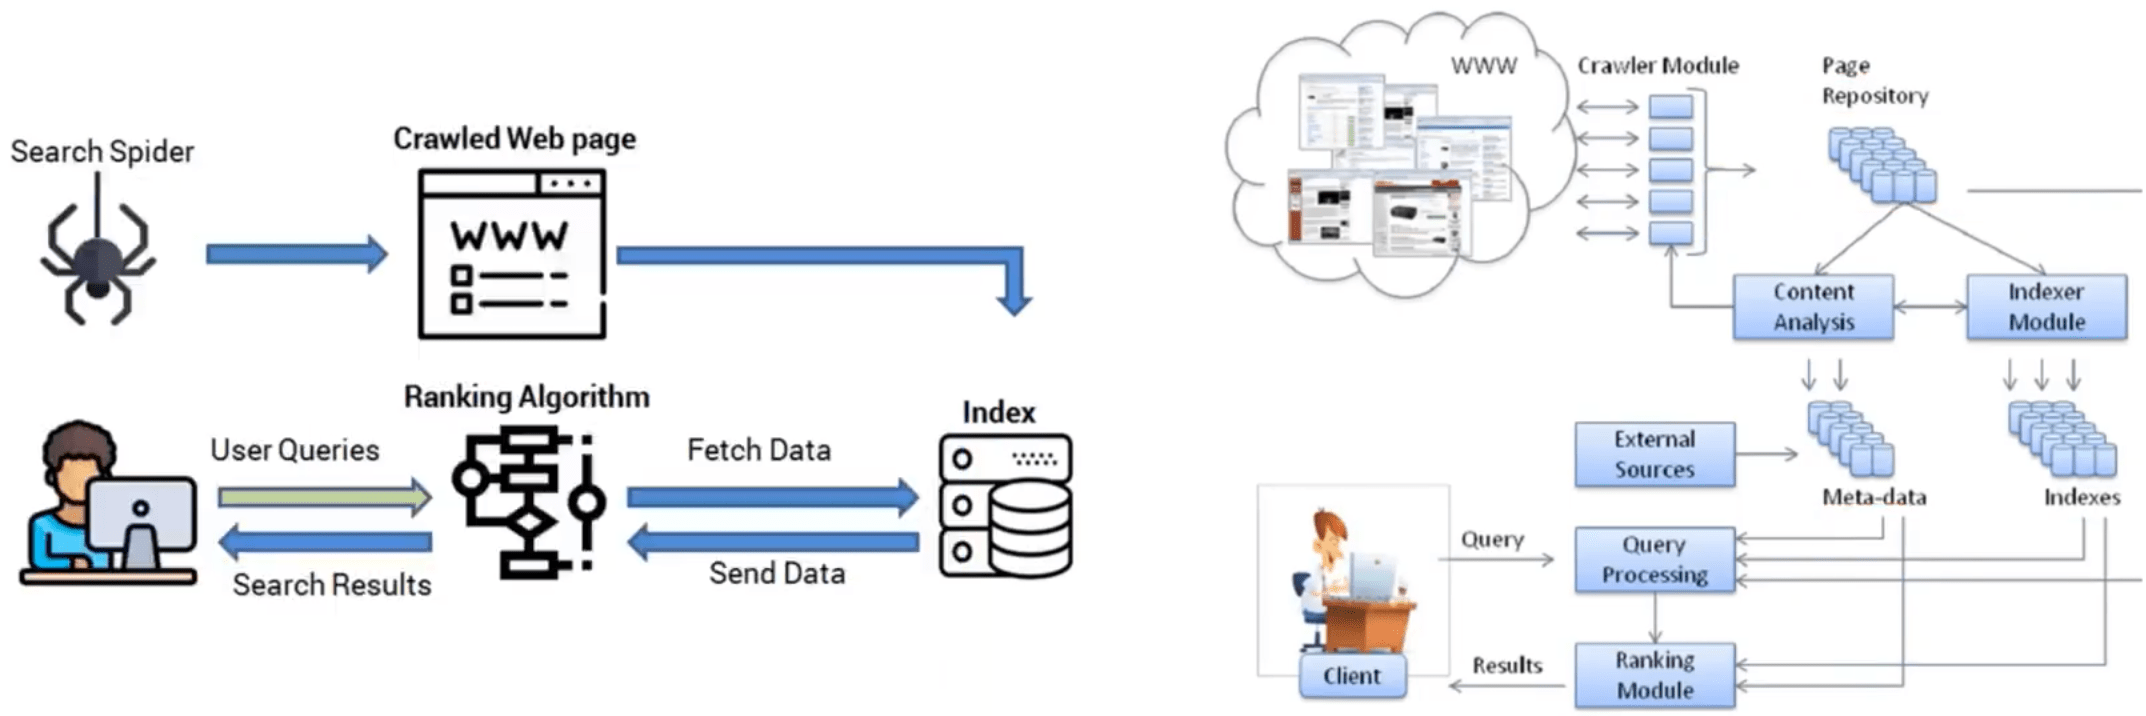 Search Spider
Crawled Web page
WWW
User Queries
Ranking Algorithm
Fetch Data
Index
Search Results
Send Data
WWW
Crawler Module
Page
Repository
Content
Analysis
Indexer
Module
External
Sources
Meta-data
Indexes
Query
Query
Processing
Client
Results
Ranking
Module